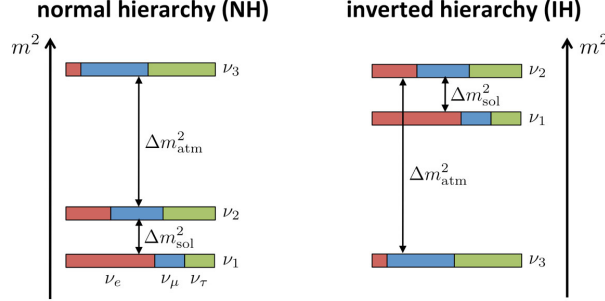 normal hierarchy (NH)
inverted hierarchy (IH)
m²
ν₃
Δm²atm
ν₂
Δm²sol
ν₁
νe νμ ντ
m²
ν₂
Δm²sol
ν₁
Δm²atm
ν₃